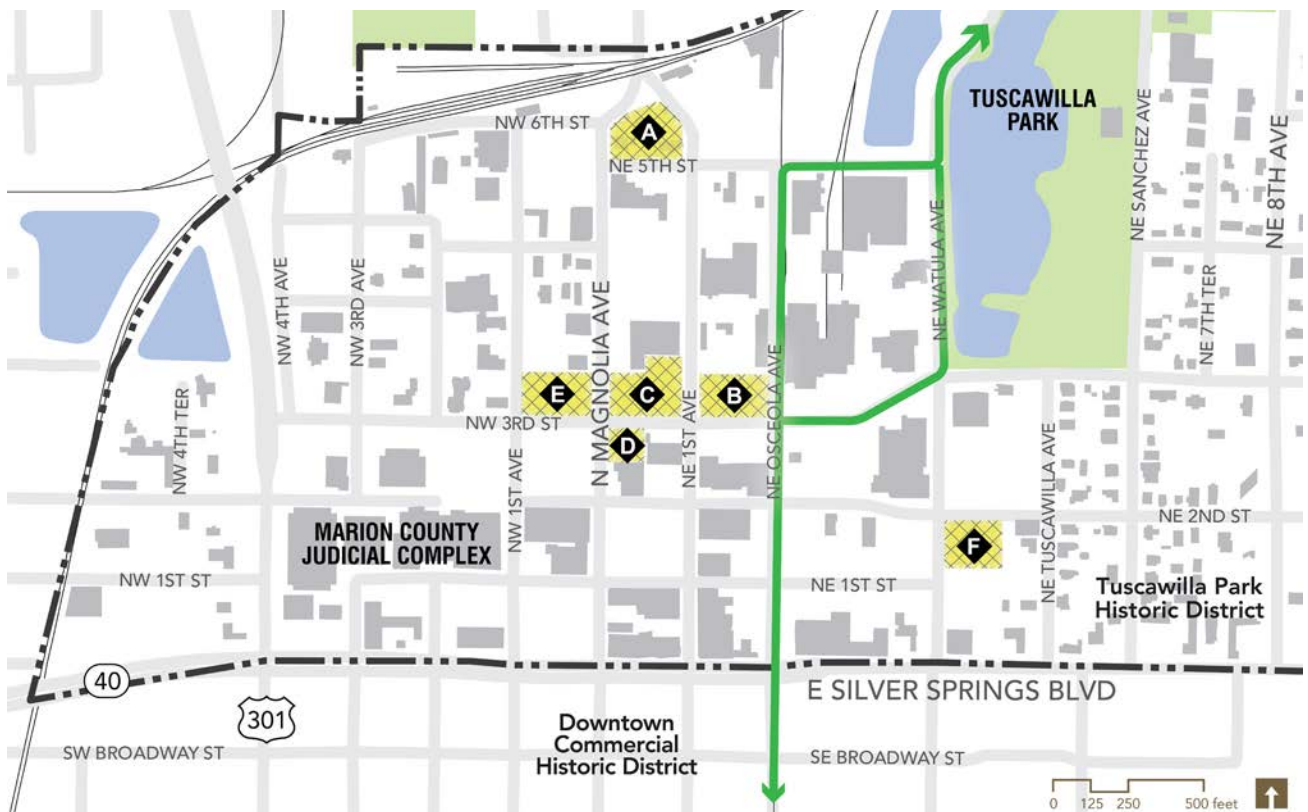 TUSCAWILLA
PARK
NW 6TH ST
A
NE 5TH ST
NE SANCHEZ AVE
NE 8TH AVE
NE WATULA AVE
NE 7TH TER
NW 4TH AVE
NW 3RD AVE
N MAGNOLIA AVE
E
C
B
NW 3RD ST
D
NE 1ST AVE
NE OSCEOLA AVE
NW 4TH TER
NW 1ST AVE
NE TUSCAWILLA AVE
NE 2ND ST
MARION COUNTY
JUDICIAL COMPLEX
F
NW 1ST ST
NE 1ST ST
Tuscawilla Park
Historic District
40
E SILVER SPRINGS BLVD
301
Downtown
Commercial
Historic District
SW BROADWAY ST
SE BROADWAY ST
0 125 250 500 feet